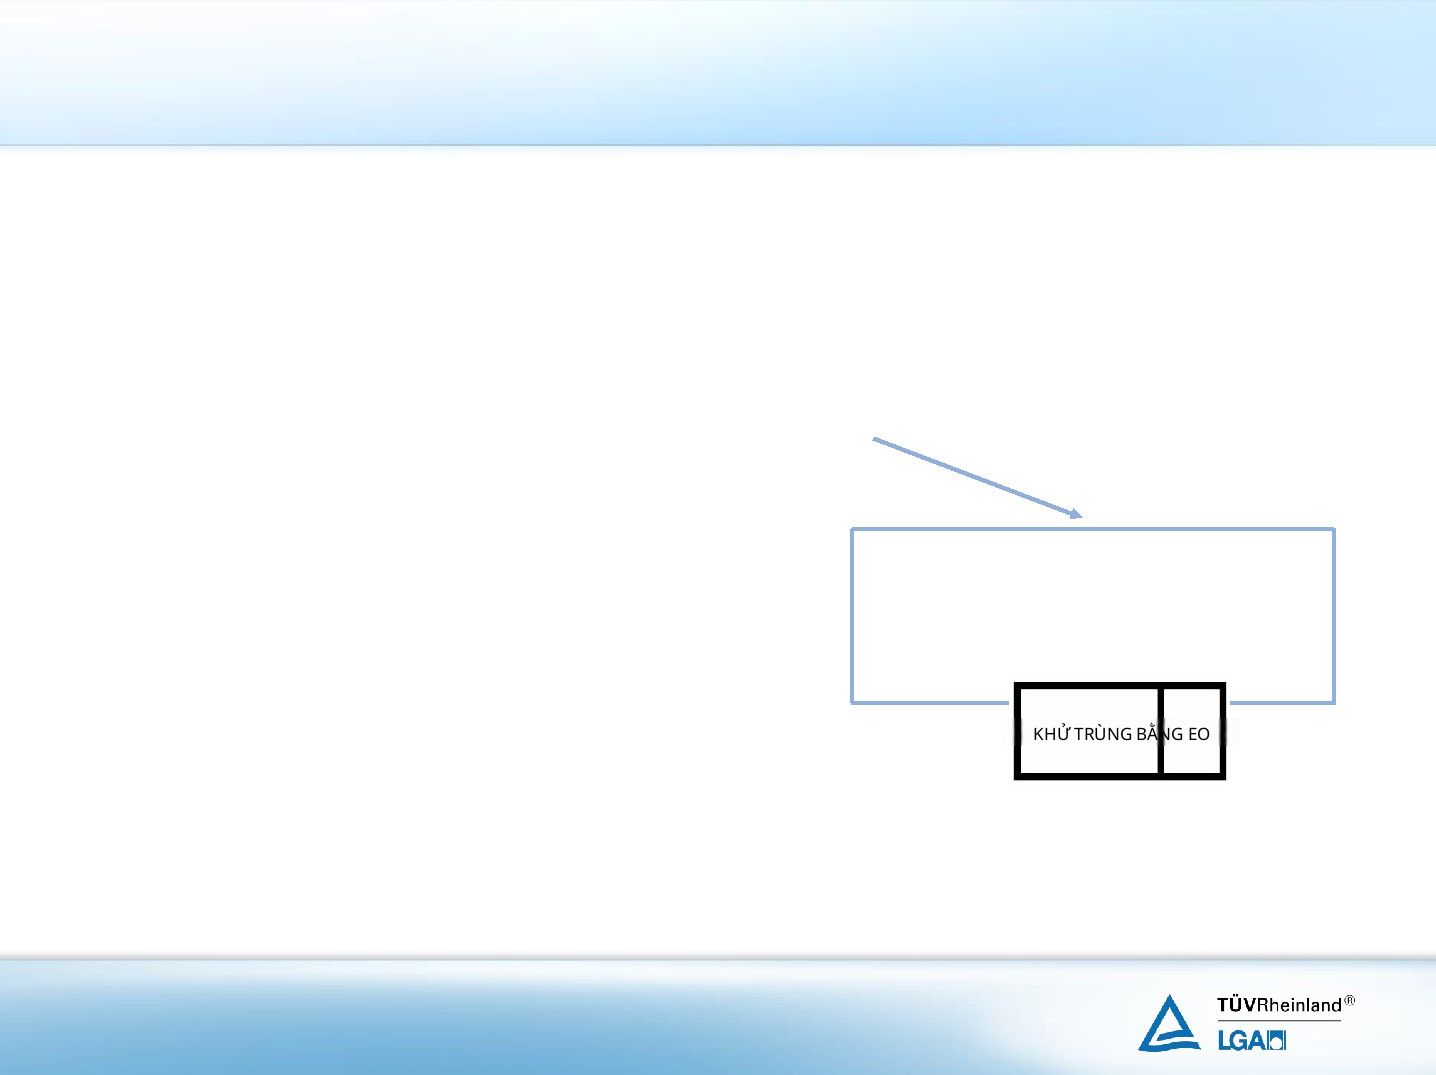 KHỬ TRÙNG BẰNG EO
TÜVRheinland®
LGA